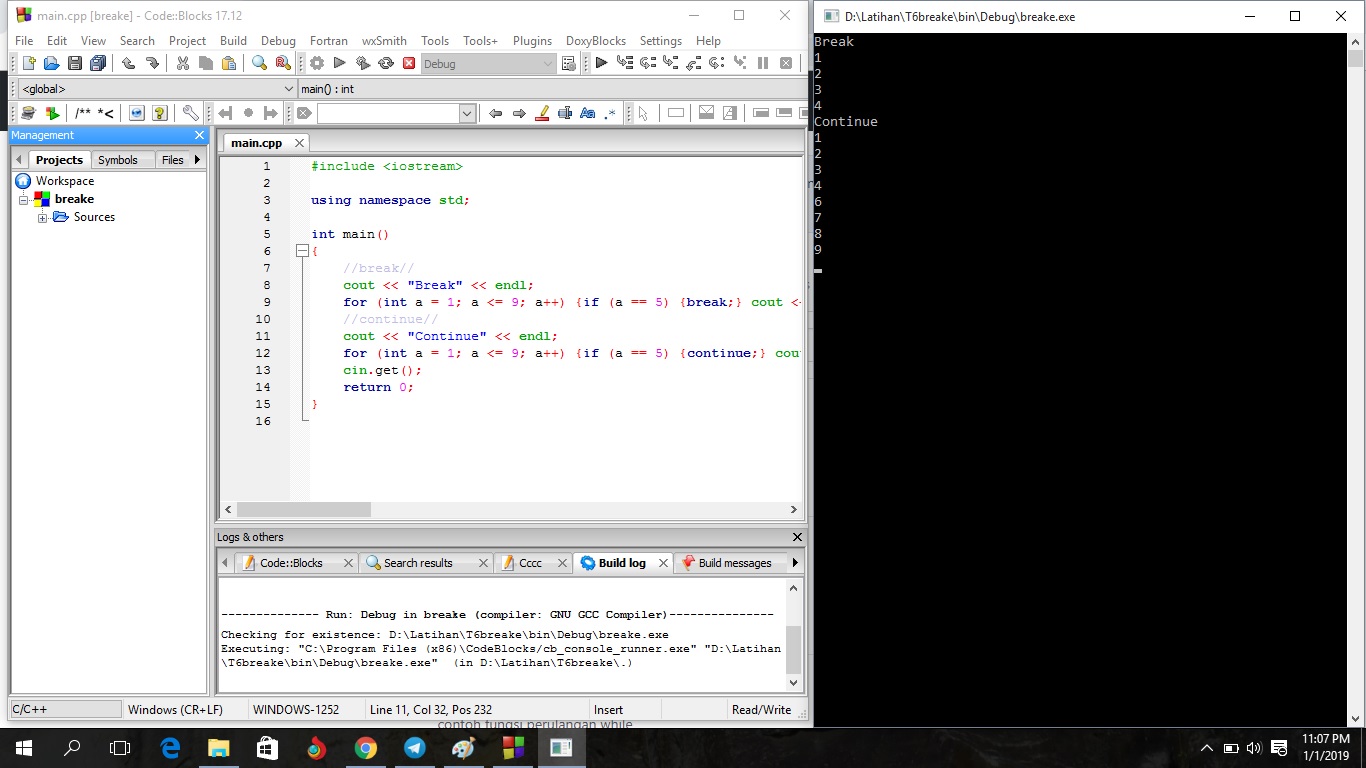 main.cpp [breake] - Code::Blocks 17.12
File Edit View Search Project Build Debug Fortran wxSmith Tools Tools+ Plugins DoxyBlocks Settings Help
Debug
<global>
main() : int
/** *<
Aa
.*
Management
Projects Symbols Files
Workspace
breake
Sources
main.cpp
1 #include <iostream>
2
3 using namespace std;
4
5 int main()
6 {
7 //break//
8 cout << "Break" << endl;
9 for (int a = 1; a <= 9; a++) {if (a == 5) {break;} cout <
10 //continue//
11 cout << "Continue" << endl;
12 for (int a = 1; a <= 9; a++) {if (a == 5) {continue;} cou
13 cin.get();
14 return 0;
15 }
16
Logs & others
Code::Blocks Search results Cccc Build log Build messages
-------------- Run: Debug in breake (compiler: GNU GCC Compiler)---------------
Checking for existence: D:\Latihan\T6breake\bin\Debug\breake.exe
Executing: "C:\Program Files (x86)\CodeBlocks/cb_console_runner.exe" "D:\Latihan
\T6breake\bin\Debug\breake.exe" (in D:\Latihan\T6breake\.)
C/C++ Windows (CR+LF) WINDOWS-1252 Line 11, Col 32, Pos 232 Insert Read/Write
contoh fungsi perulangan while
D:\Latihan\T6breake\bin\Debug\breake.exe
Break
1
2
3
4
Continue
1
2
3
4
6
7
8
9
11:07 PM
1/1/2019